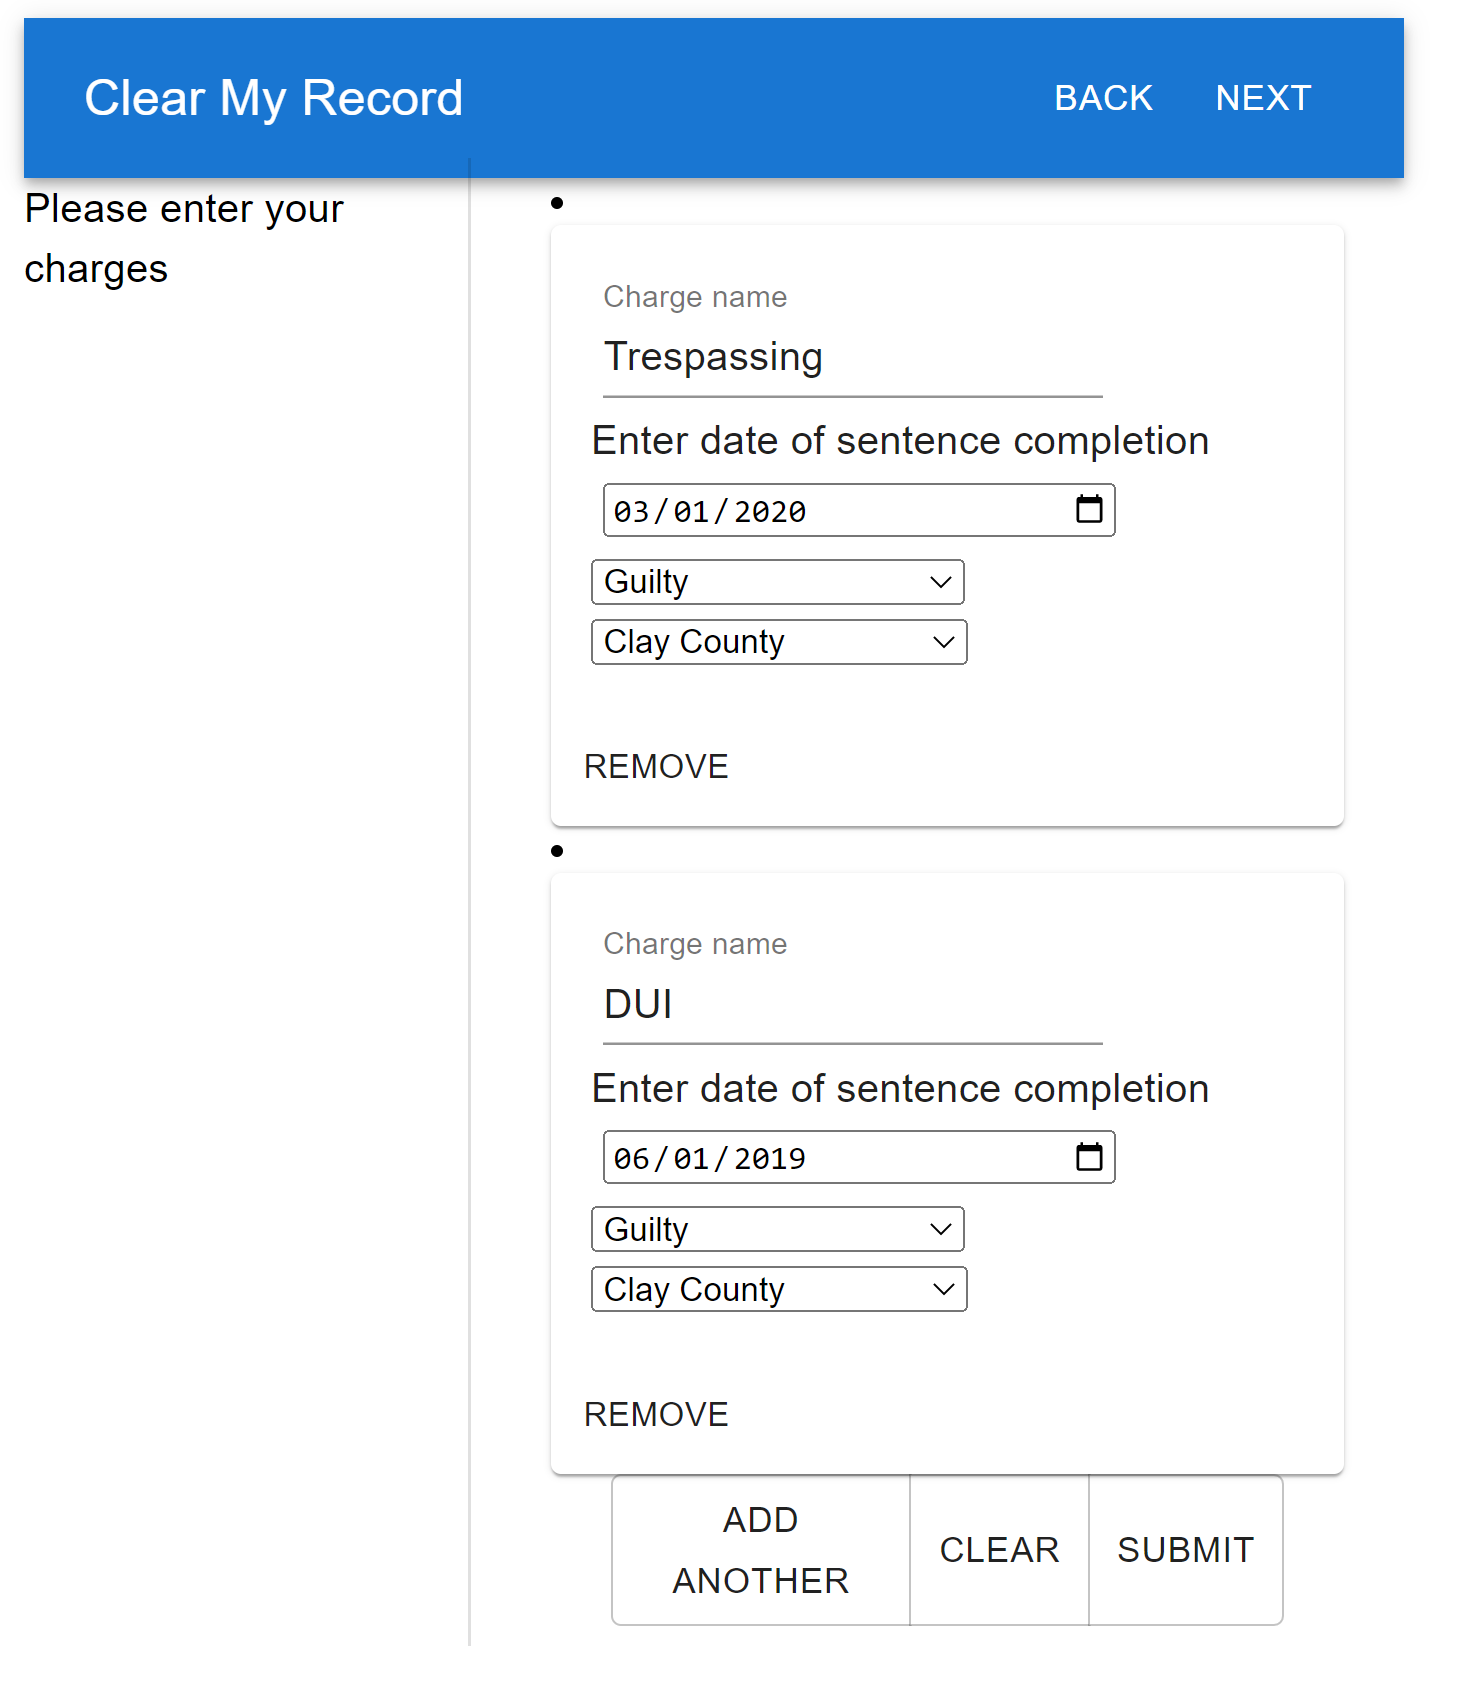 Clear My Record
BACK
NEXT
Please enter your
charges
Charge name
Trespassing
Enter date of sentence completion
03/01/2020
Guilty
Clay County
REMOVE
Charge name
DUI
Enter date of sentence completion
06/01/2019
Guilty
Clay County
REMOVE
ADD
ANOTHER
CLEAR
SUBMIT